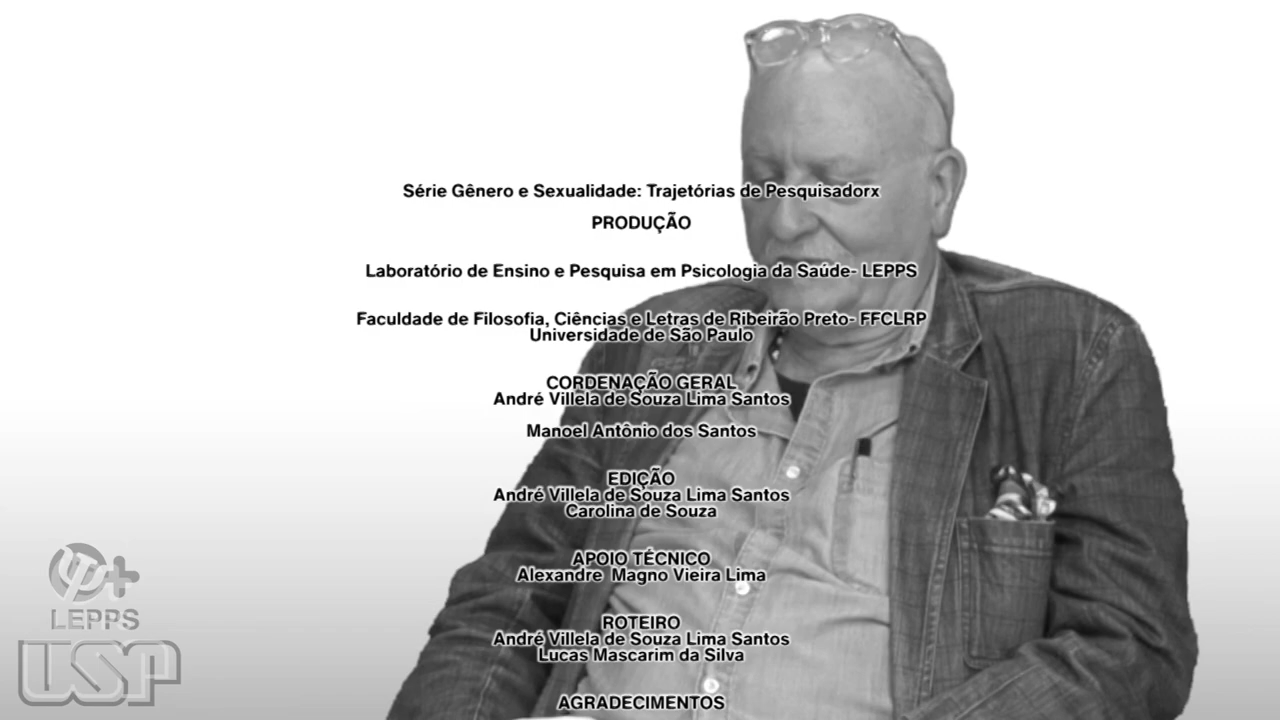 Série Gênero e Sexualidade: Trajetórias de Pesquisadorx
PRODUÇÃO
Laboratório de Ensino e Pesquisa em Psicologia da Saúde- LEPPS
Faculdade de Filosofia, Ciências e Letras de Ribeirão Preto- FFCLRP
Universidade de São Paulo
CORDENAÇÃO GERAL
André Villela de Souza Lima Santos
Manoel Antônio dos Santos
EDIÇÃO
André Villela de Souza Lima Santos
Carolina de Souza
APOIO TÉCNICO
Alexandre Magno Vieira Lima
ROTEIRO
André Villela de Souza Lima Santos
Lucas Mascarim da Silva
AGRADECIMENTOS
LEPPS
USP